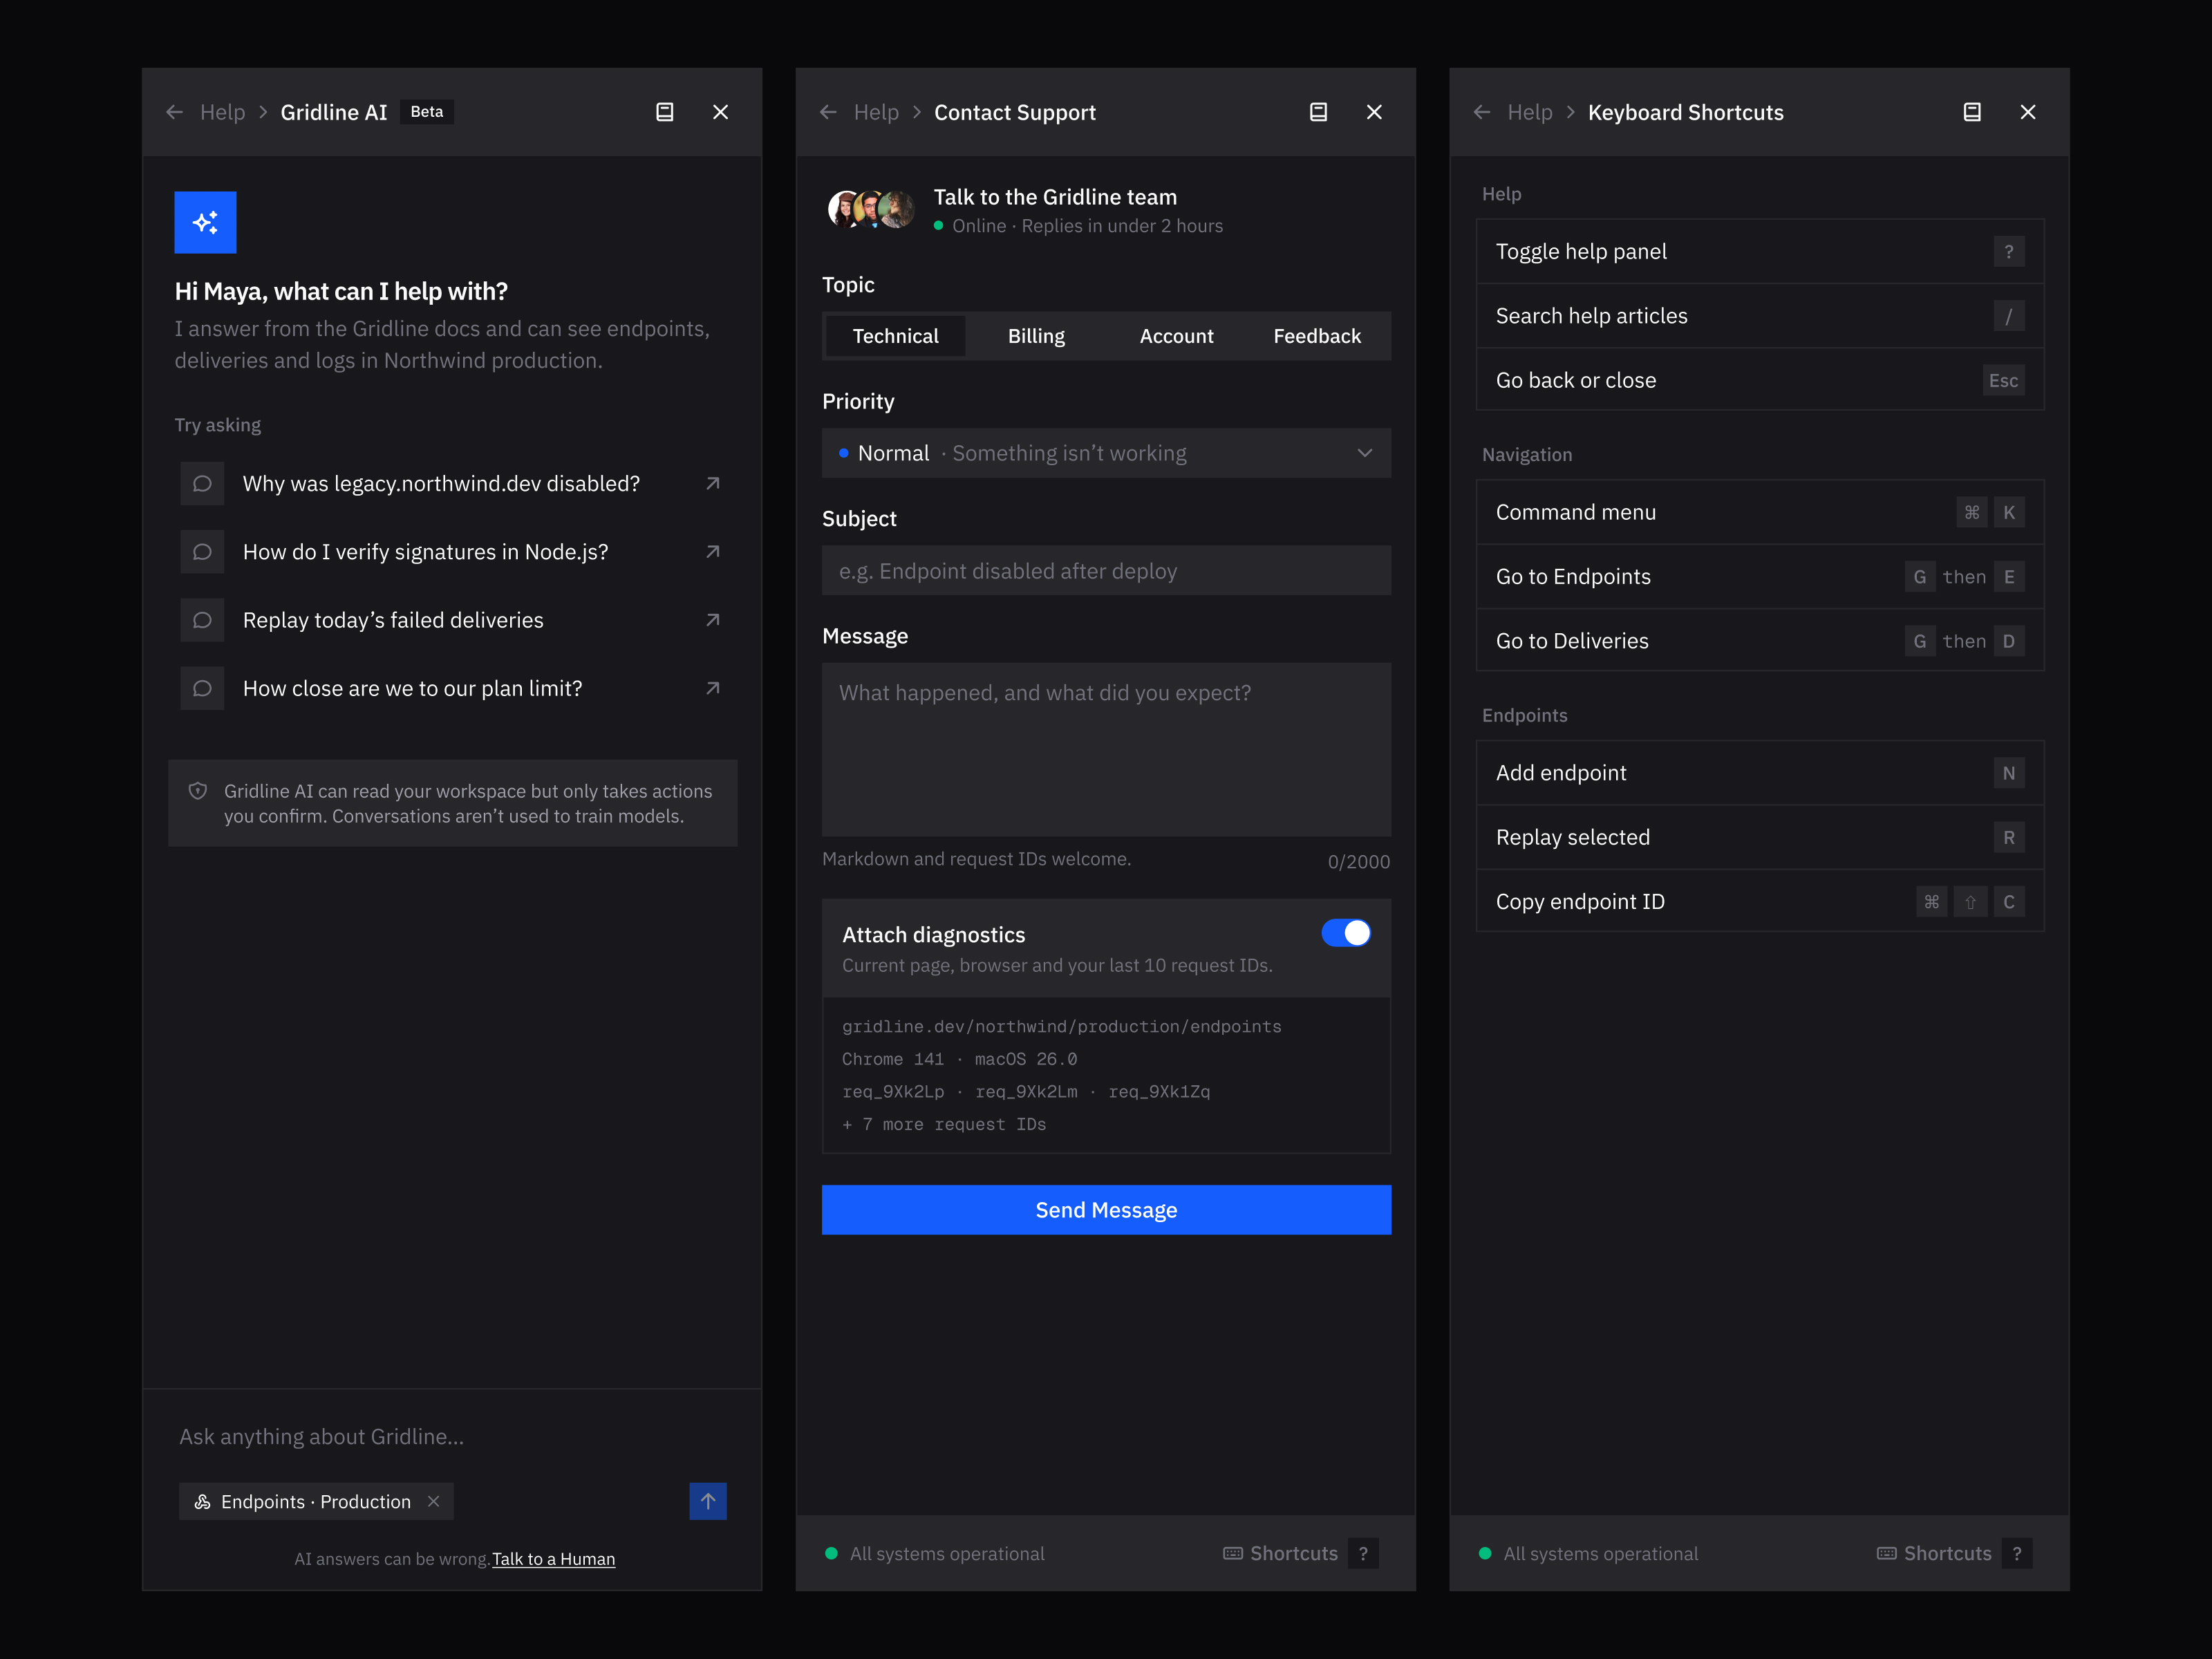 Help > Gridline AI Beta
Hi Maya, what can I help with?
I answer from the Gridline docs and can see endpoints,
deliveries and logs in Northwind production.
Try asking
Why was legacy.northwind.dev disabled?
How do I verify signatures in Node.js?
Replay today’s failed deliveries
How close are we to our plan limit?
Gridline AI can read your workspace but only takes actions
you confirm. Conversations aren’t used to train models.
Ask anything about Gridline...
Endpoints · Production
AI answers can be wrong. Talk to a Human
Help > Contact Support
Talk to the Gridline team
Online · Replies in under 2 hours
Topic
Technical Billing Account Feedback
Priority
Normal · Something isn’t working
Subject
e.g. Endpoint disabled after deploy
Message
What happened, and what did you expect?
Markdown and request IDs welcome. 0/2000
Attach diagnostics
Current page, browser and your last 10 request IDs.
gridline.dev/northwind/production/endpoints
Chrome 141 · macOS 26.0
req_9Xk2Lp · req_9Xk2Lm · req_9Xk1Zq
+ 7 more request IDs
Send Message
All systems operational Shortcuts ?
Help > Keyboard Shortcuts
Help
Toggle help panel ?
Search help articles /
Go back or close Esc
Navigation
Command menu ⌘ K
Go to Endpoints G then E
Go to Deliveries G then D
Endpoints
Add endpoint N
Replay selected R
Copy endpoint ID ⌘ ⇧ C
All systems operational Shortcuts ?